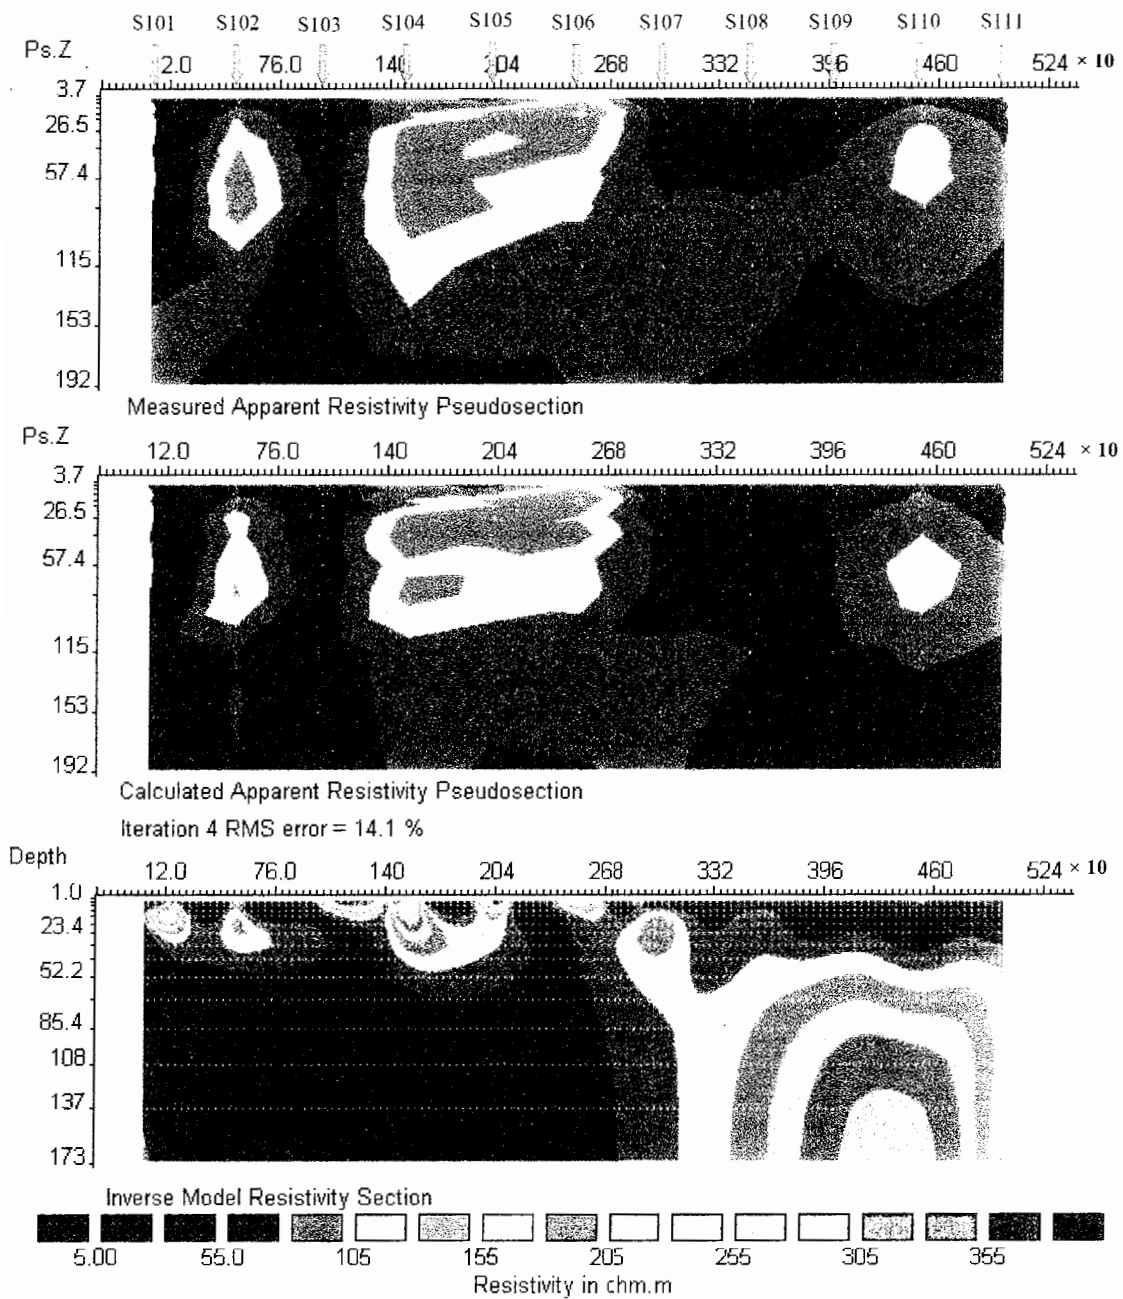 S101 S102 S103 S104 S105 S106 S107 S108 S109 S110 S111
Ps.Z
2.0 76.0 140 204 268 332 396 460 524 × 10
3.7
26.5
57.4
115
153
192
Measured Apparent Resistivity Pseudosection
Ps.Z
12.0 76.0 140 204 268 332 396 460 524 × 10
3.7
26.5
57.4
115
153
192
Calculated Apparent Resistivity Pseudosection
Iteration 4 RMS error = 14.1 %
Depth
12.0 76.0 140 204 268 332 396 460 524 × 10
1.0
23.4
52.2
85.4
108
137
173
Inverse Model Resistivity Section
5.00 55.0 105 155 205 255 305 355
Resistivity in ohm.m